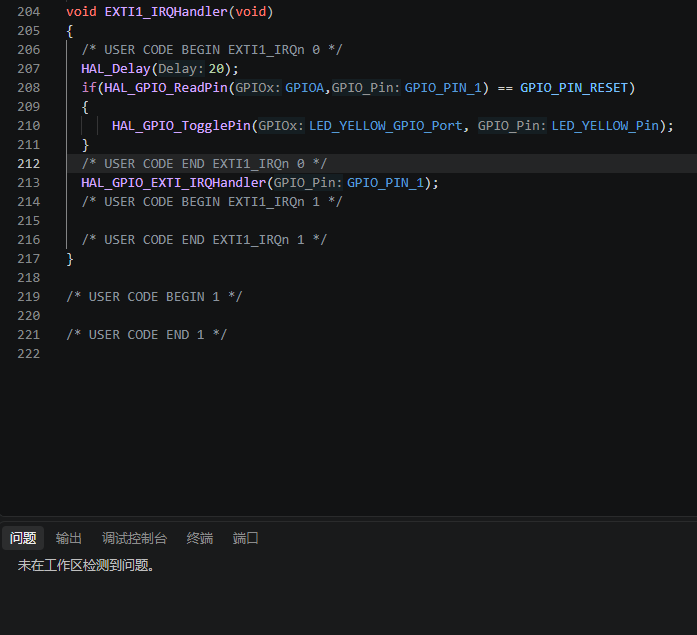 204 void EXTI1_IRQHandler(void)
205 {
206 /* USER CODE BEGIN EXTI1_IRQn 0 */
207 HAL_Delay(Delay: 20);
208 if(HAL_GPIO_ReadPin(GPIOx: GPIOA, GPIO_Pin: GPIO_PIN_1) == GPIO_PIN_RESET)
209 {
210 HAL_GPIO_TogglePin(GPIOx: LED_YELLOW_GPIO_Port, GPIO_Pin: LED_YELLOW_Pin);
211 }
212 /* USER CODE END EXTI1_IRQn 0 */
213 HAL_GPIO_EXTI_IRQHandler(GPIO_Pin: GPIO_PIN_1);
214 /* USER CODE BEGIN EXTI1_IRQn 1 */
215
216 /* USER CODE END EXTI1_IRQn 1 */
217 }
218
219 /* USER CODE BEGIN 1 */
220
221 /* USER CODE END 1 */
222
问题 输出 调试控制台 终端 端口
未在工作区检测到问题。